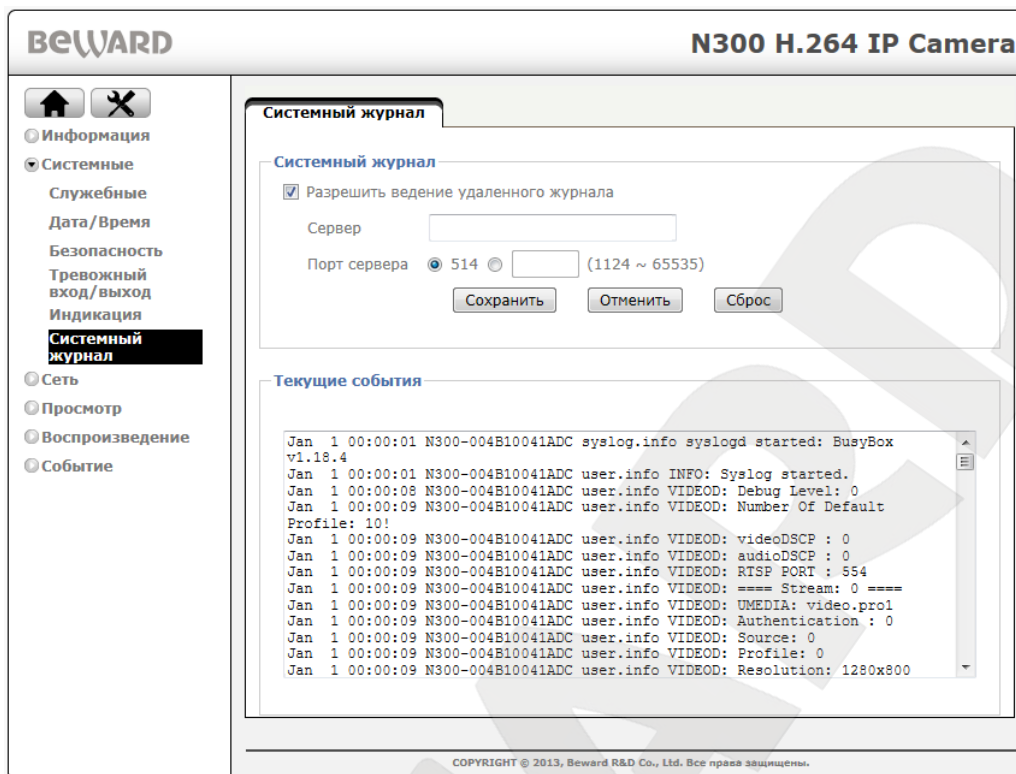 BEWARD
N300 H.264 IP Camera
Информация
Системные
Служебные
Дата/Время
Безопасность
Тревожный
вход/выход
Индикация
Системный
журнал
Сеть
Просмотр
Воспроизведение
Событие
Системный журнал
Системный журнал
Разрешить ведение удаленного журнала
Сервер
Порт сервера 514 (1124 ~ 65535)
Сохранить Отменить Сброс
Текущие события
Jan 1 00:00:01 N300-004B10041ADC syslog.info syslogd started: BusyBox
v1.18.4
Jan 1 00:00:01 N300-004B10041ADC user.info INFO: Syslog started.
Jan 1 00:00:08 N300-004B10041ADC user.info VIDEOD: Debug Level: 0
Jan 1 00:00:09 N300-004B10041ADC user.info VIDEOD: Number Of Default
Profile: 10!
Jan 1 00:00:09 N300-004B10041ADC user.info VIDEOD: videoDSCP : 0
Jan 1 00:00:09 N300-004B10041ADC user.info VIDEOD: audioDSCP : 0
Jan 1 00:00:09 N300-004B10041ADC user.info VIDEOD: RTSP PORT : 554
Jan 1 00:00:09 N300-004B10041ADC user.info VIDEOD: ==== Stream: 0 ====
Jan 1 00:00:09 N300-004B10041ADC user.info VIDEOD: UMEDIA: video.pro1
Jan 1 00:00:09 N300-004B10041ADC user.info VIDEOD: Authentication : 0
Jan 1 00:00:09 N300-004B10041ADC user.info VIDEOD: Source: 0
Jan 1 00:00:09 N300-004B10041ADC user.info VIDEOD: Profile: 0
Jan 1 00:00:09 N300-004B10041ADC user.info VIDEOD: Resolution: 1280x800
COPYRIGHT © 2013, Beward R&D Co., Ltd. Все права защищены.